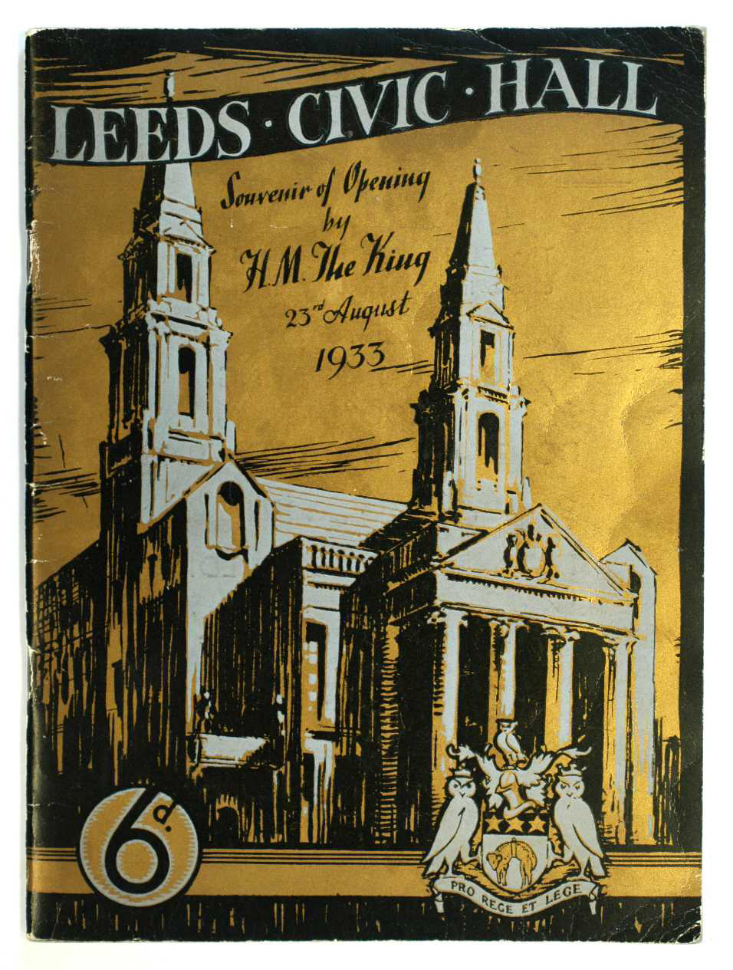 LEEDS · CIVIC · HALL
Souvenir of Opening
by
H.M. The King
23rd August
1933
6d.
PRO REGE ET LEGE